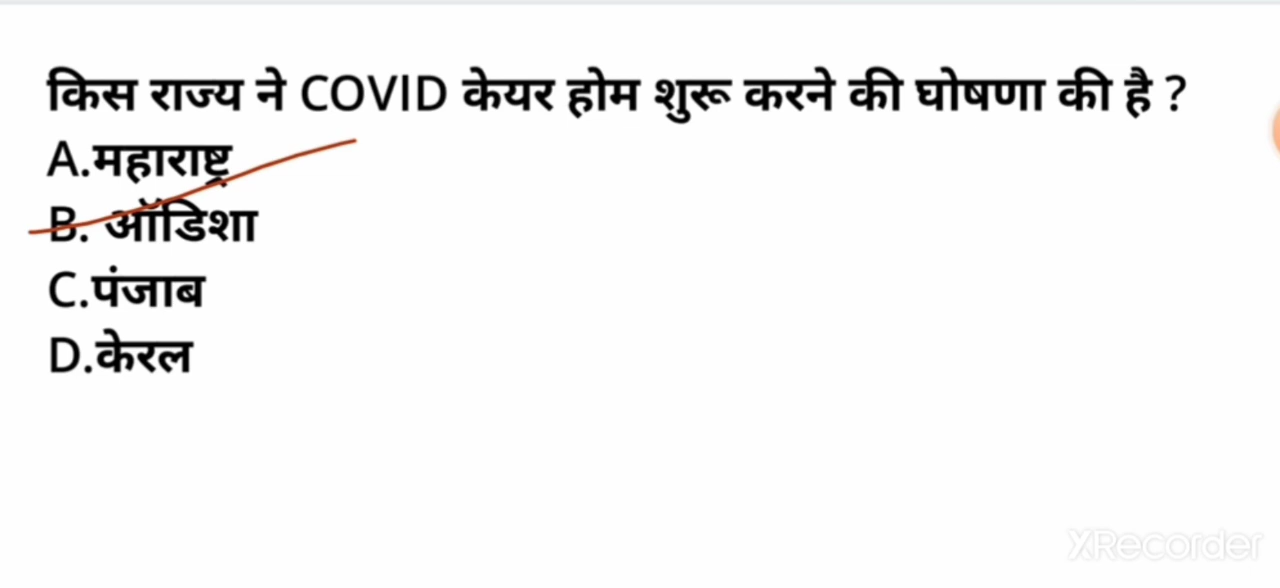 किस राज्य ने COVID केयर होम शुरू करने की घोषणा की है ?
A.महाराष्ट्र
B. ऑडिशा
C.पंजाब
D.केरल
XRecorder